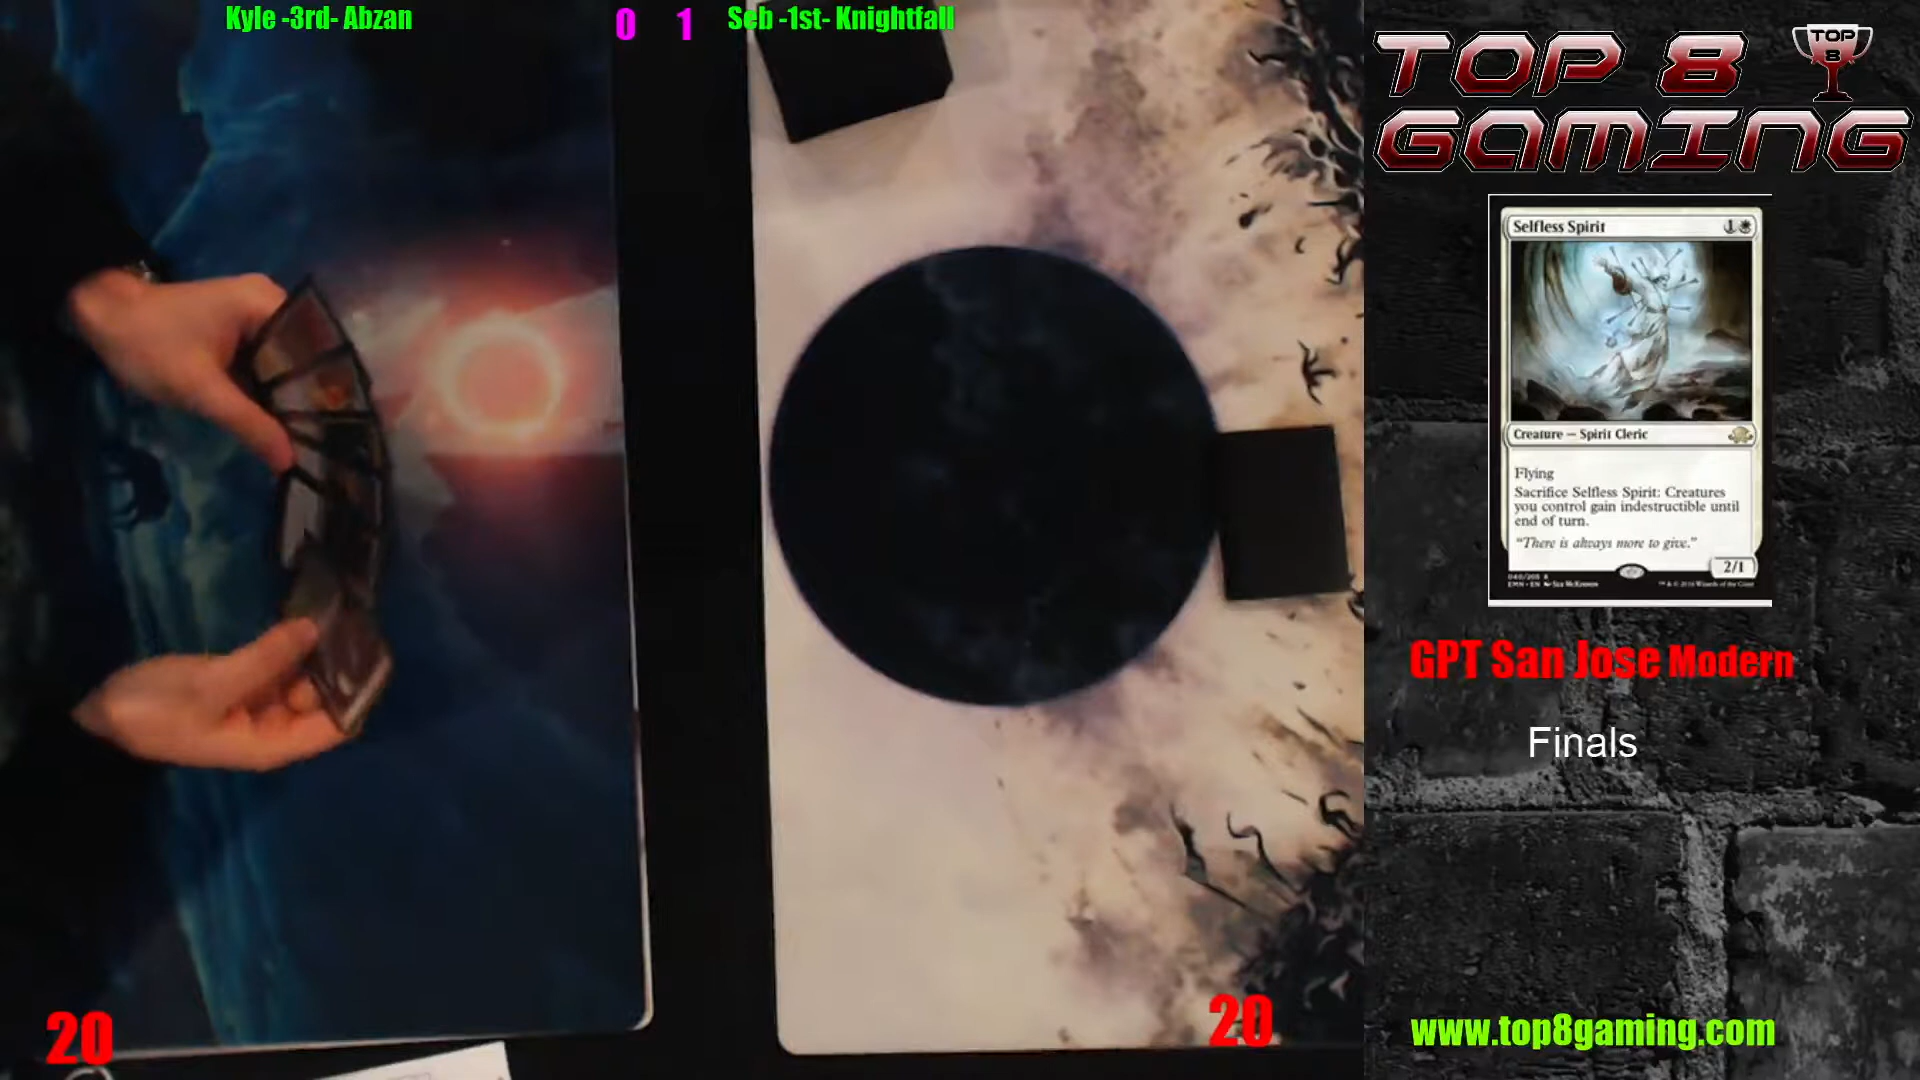 Kyle -3rd- Abzan
0 1
Seb -1st- Knightfall
TOP 8
TOP
8
GAMING
Selfless Spirit 1
Creature — Spirit Cleric
Flying
Sacrifice Selfless Spirit: Creatures
you control gain indestructible until
end of turn.
"There is always more to give."
2/1
GPT San Jose Modern
Finals
20
20
www.top8gaming.com